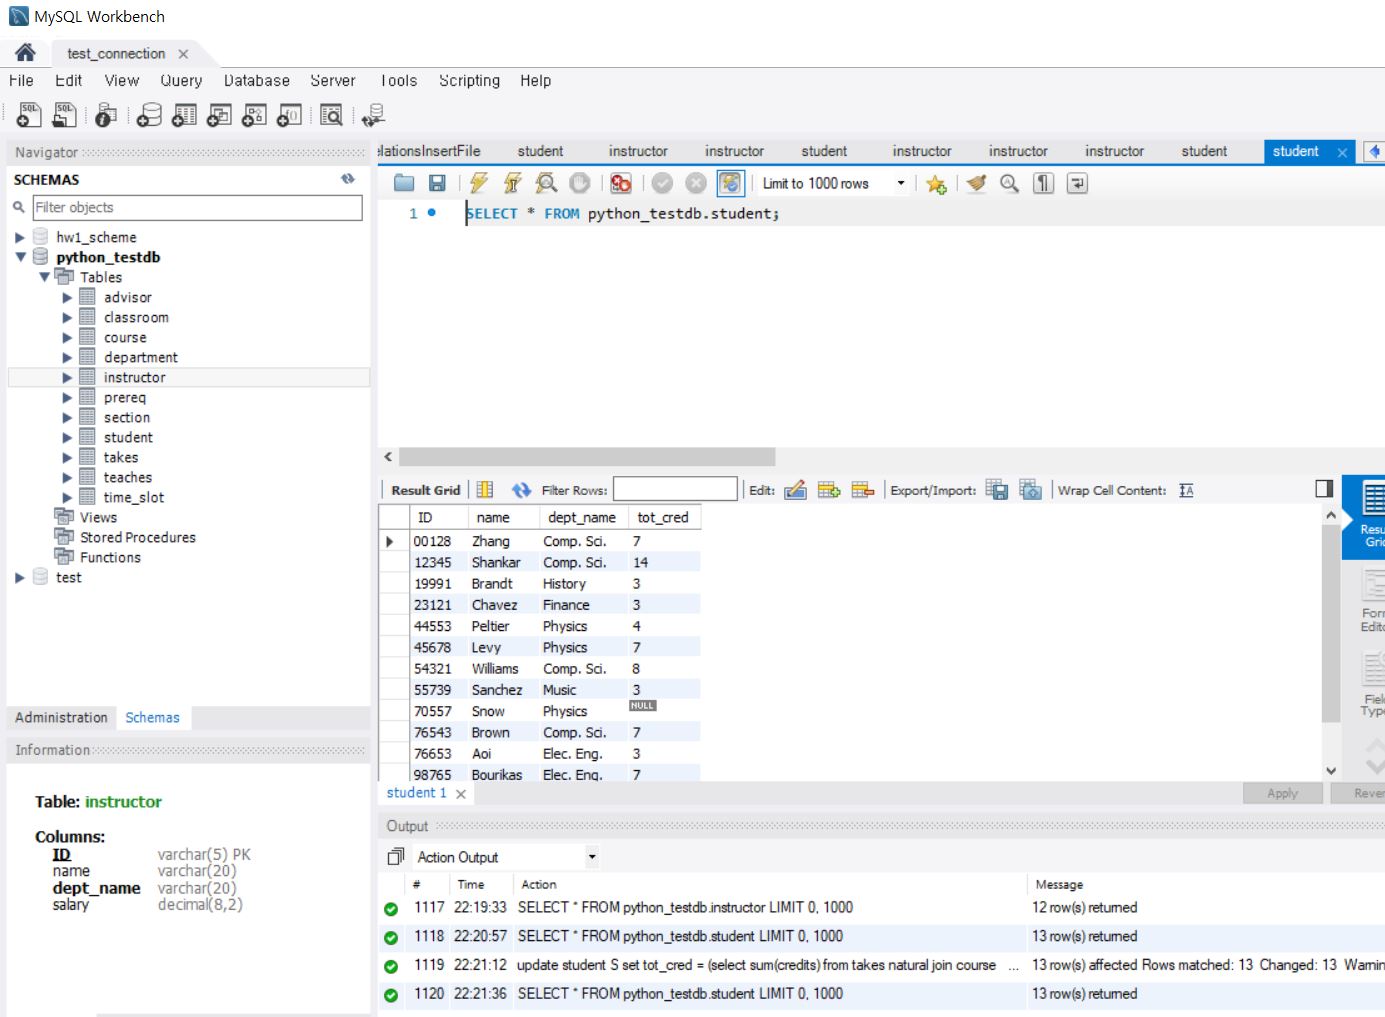 MySQL Workbench
test_connection
File Edit View Query Database Server Tools Scripting Help
Navigator
SCHEMAS
Filter objects
hw1_scheme
python_testdb
Tables
advisor
classroom
course
department
instructor
prereq
section
student
takes
teaches
time_slot
Views
Stored Procedures
Functions
test
Administration Schemas
Information
Table: instructor
Columns:
ID varchar(5) PK
name varchar(20)
dept_name varchar(20)
salary decimal(8,2)
lationsInsertFile student instructor instructor student instructor instructor instructor student student
Limit to 1000 rows
1 SELECT * FROM python_testdb.student;
Result Grid Filter Rows: Edit: Export/Import: Wrap Cell Content:
ID name dept_name tot_cred
00128 Zhang Comp. Sci. 7
12345 Shankar Comp. Sci. 14
19991 Brandt History 3
23121 Chavez Finance 3
44553 Peltier Physics 4
45678 Levy Physics 7
54321 Williams Comp. Sci. 8
55739 Sanchez Music 3
70557 Snow Physics NULL
76543 Brown Comp. Sci. 7
76653 Aoi Elec. Eng. 3
98765 Bourikas Elec. Eng. 7
Resu
Grid
Form
Edito
Field
Type
student 1
Apply Rever
Output
Action Output
# Time Action Message
1117 22:19:33 SELECT * FROM python_testdb.instructor LIMIT 0, 1000 12 row(s) returned
1118 22:20:57 SELECT * FROM python_testdb.student LIMIT 0, 1000 13 row(s) returned
1119 22:21:12 update student S set tot_cred = (select sum(credits) from takes natural join course ... 13 row(s) affected Rows matched: 13 Changed: 13 Warnin
1120 22:21:36 SELECT * FROM python_testdb.student LIMIT 0, 1000 13 row(s) returned